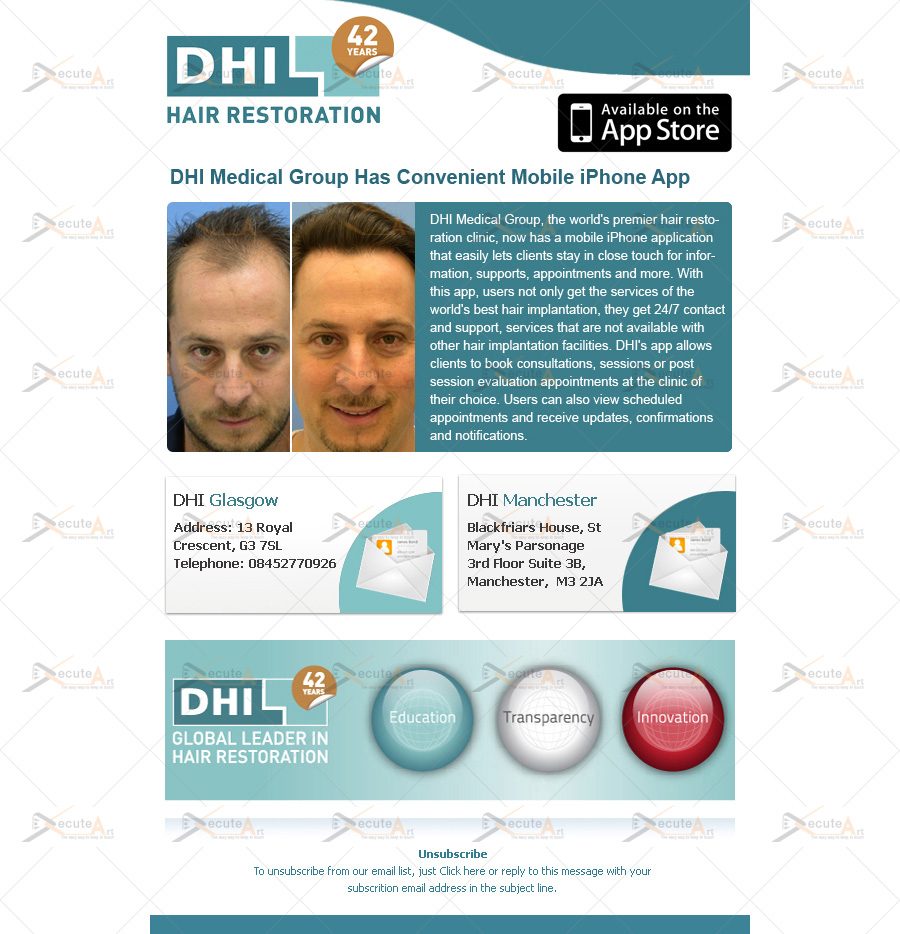 DHI
42
YEARS
HAIR RESTORATION
Available on the
App Store
DHI Medical Group Has Convenient Mobile iPhone App
DHI Medical Group, the world's premier hair resto-
ration clinic, now has a mobile iPhone application
that easily lets clients stay in close touch for infor-
mation, supports, appointments and more. With
this app, users not only get the services of the
world's best hair implantation, they get 24/7 contact
and support, services that are not available with
other hair implantation facilities. DHI's app allows
clients to book consultations, sessions or post
session evaluation appointments at the clinic of
their choice. Users can also view scheduled
appointments and receive updates, confirmations
and notifications.
DHI Glasgow
Address: 13 Royal
Crescent, G3 7SL
Telephone: 08452770926
DHI Manchester
Blackfriars House, St
Mary's Parsonage
3rd Floor Suite 3B,
Manchester, M3 2JA
DHI
42
YEARS
GLOBAL LEADER IN
HAIR RESTORATION
Education
Transparency
Innovation
Unsubscribe
To unsubscribe from our email list, just Click here or reply to this message with your
subscrition email address in the subject line.